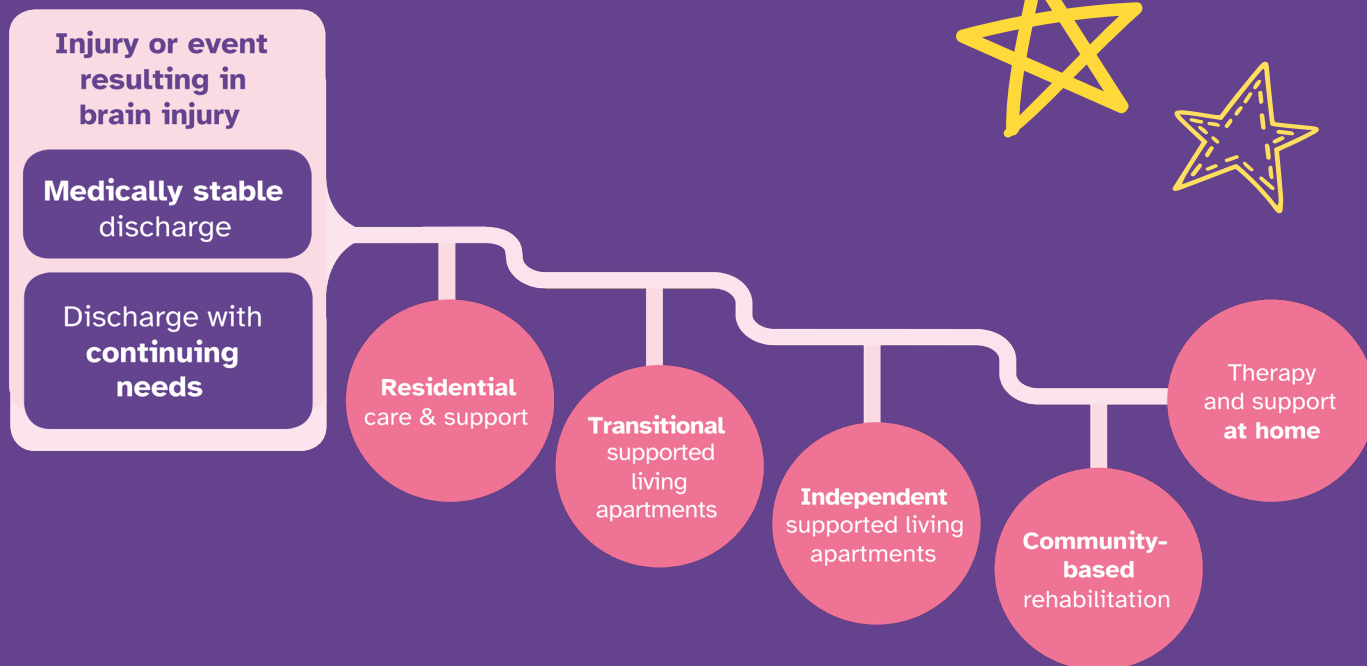 Injury or event
resulting in
brain injury
Medically stable
discharge
Discharge with
continuing
needs
Residential
care & support
Transitional
supported
living
apartments
Independent
supported living
apartments
Community-
based
rehabilitation
Therapy
and support
at home